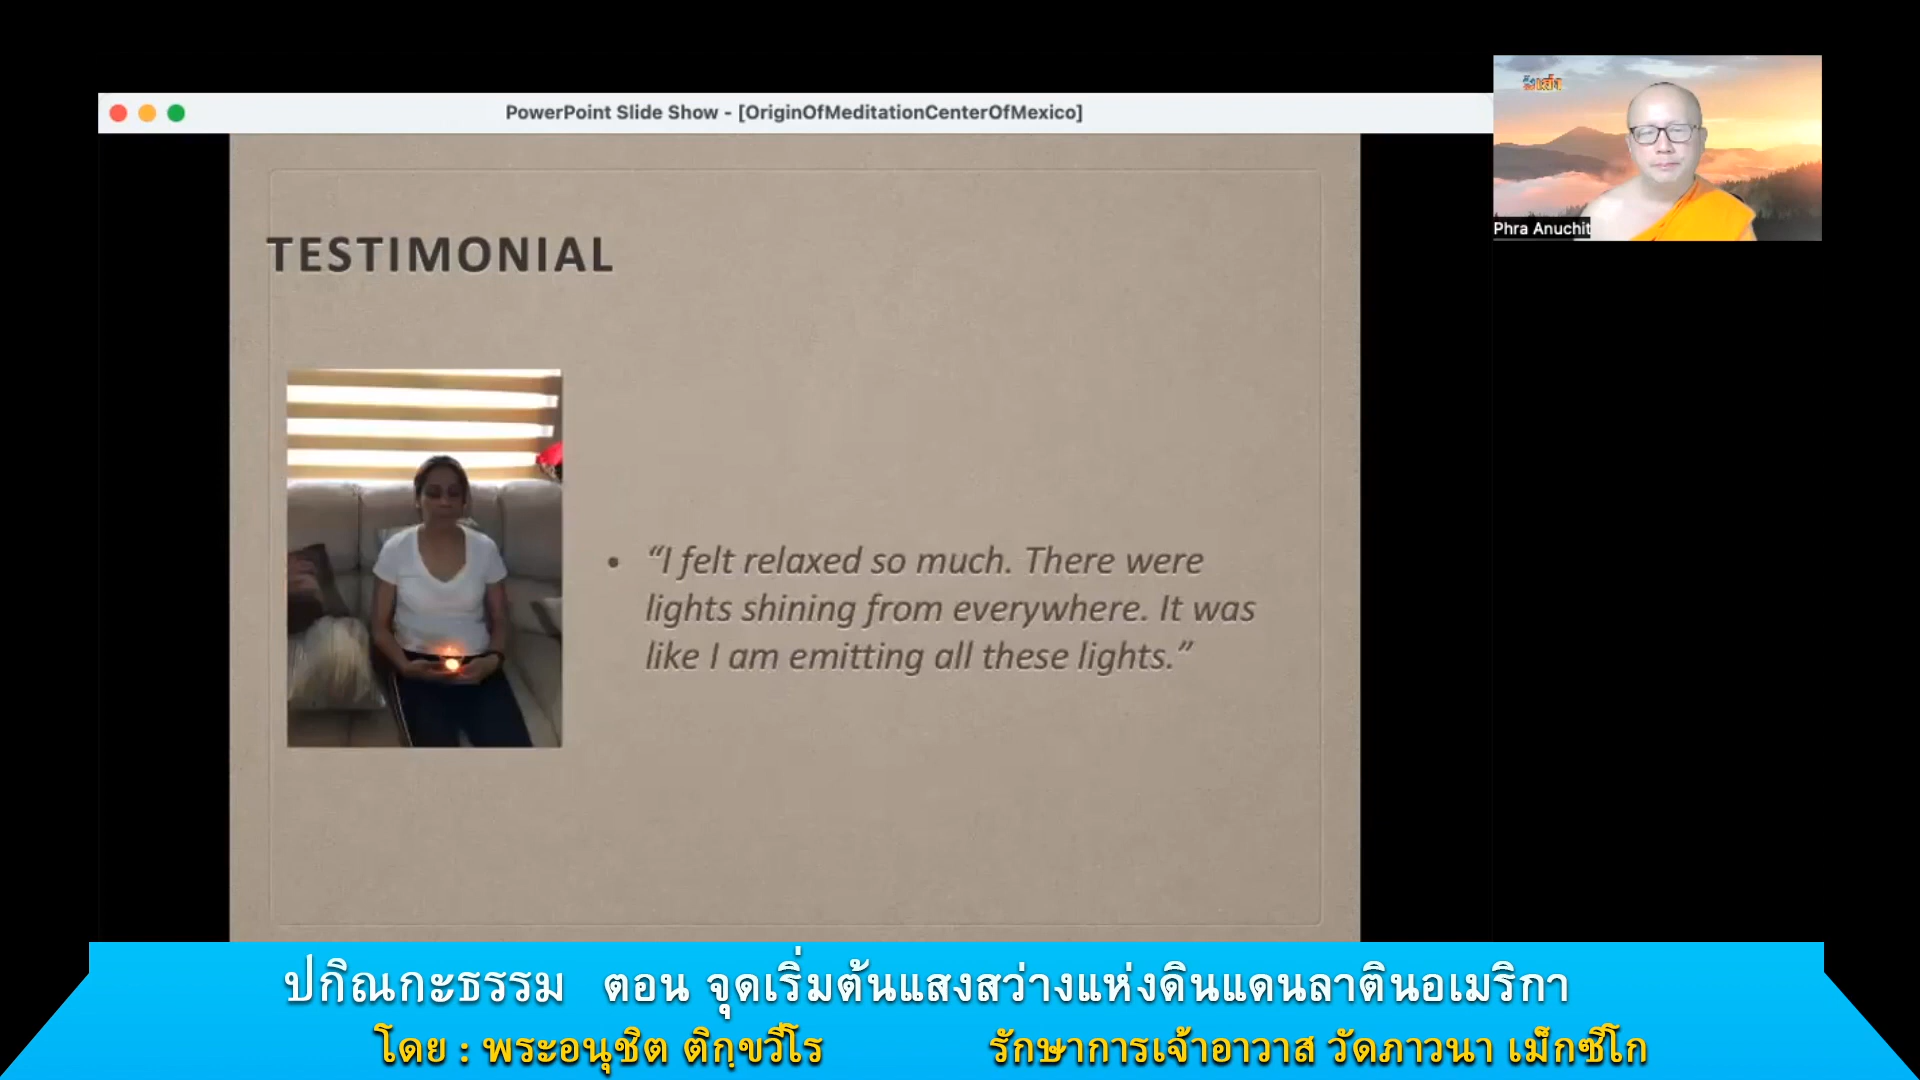 PowerPoint Slide Show - [OriginOfMeditationCenterOfMexico]
Phra Anuchit
TESTIMONIAL
• “I felt relaxed so much. There were
lights shining from everywhere. It was
like I am emitting all these lights.”
ปกิณกะธรรม ตอน จุดเริ่มต้นแสงสว่างแห่งดินแดนลาตินอเมริกา
โดย : พระอนุชิต ติกฺขวีโร รักษาการเจ้าอาวาส วัดภาวนา เม็กซีโก